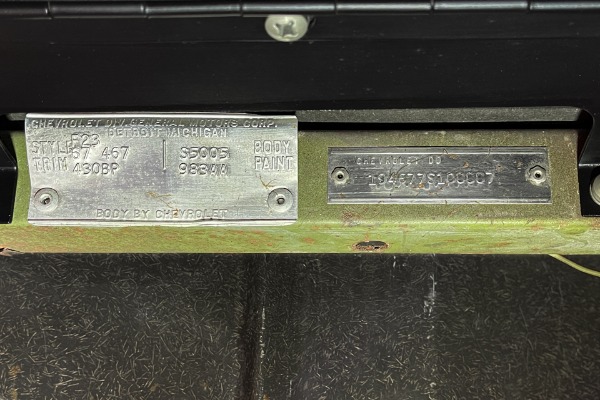 CHEVROLET DIV. GENERAL MOTORS CORP.
DETROIT MICHIGAN
E23
STYLE 67 467 S5005 BODY
TRIM 430BP 983AA PAINT
BODY BY CHEVROLET
CHEVROLET DO